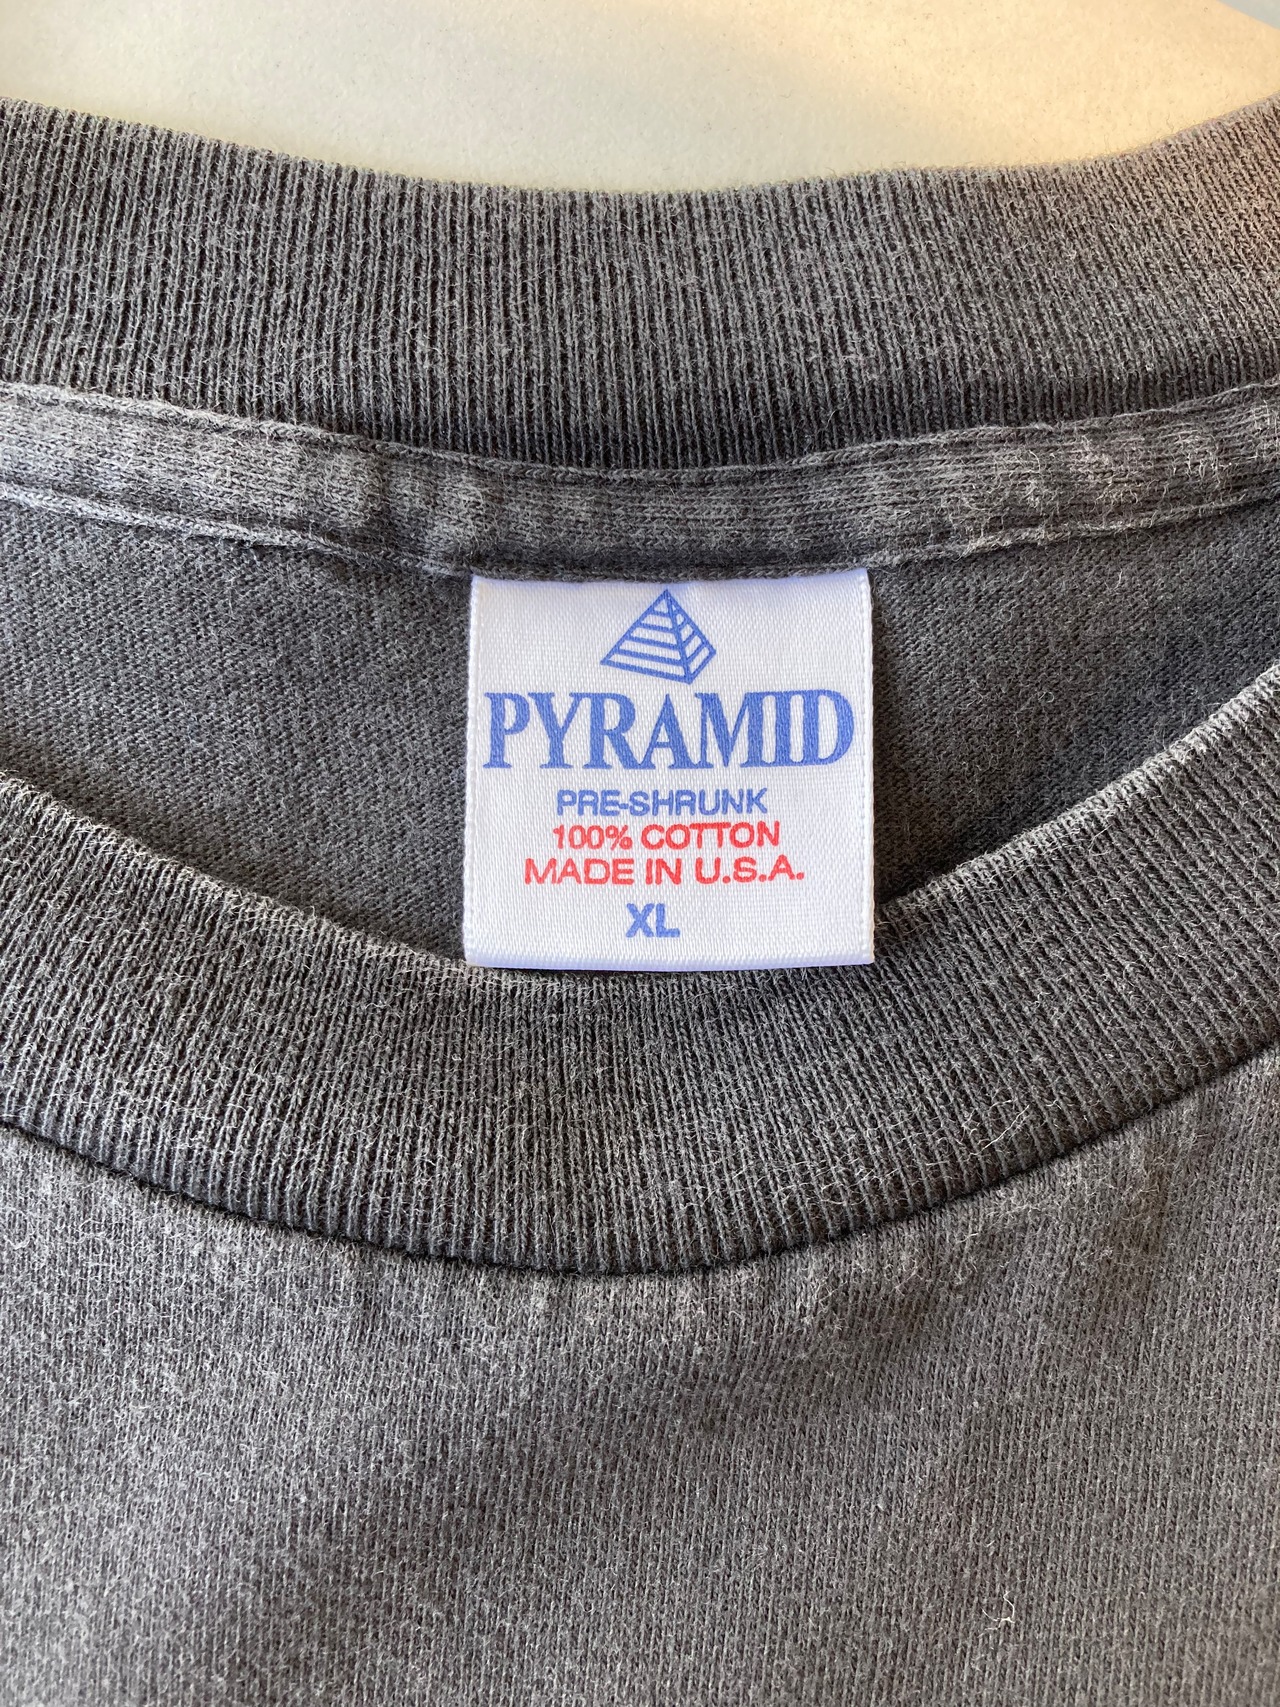 PYRAMID
PRE-SHRUNK
100% COTTON
MADE IN U.S.A.
XL